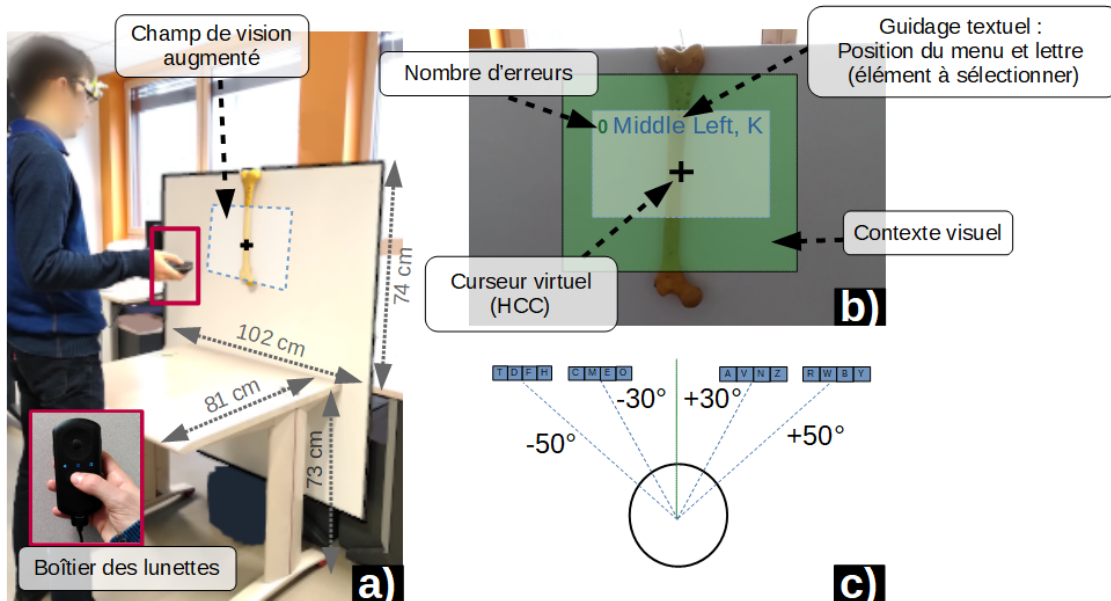 Champ de vision
augmenté
74 cm
102 cm
81 cm
73 cm
Boîtier des lunettes
a)
Guidage textuel :
Position du menu et lettre
(élément à sélectionner)
Nombre d'erreurs
0 Middle Left, K
Contexte visuel
Curseur virtuel
(HCC)
b)
T D F H C M E O A V N Z R W B Y
-30° +30°
-50° +50°
c)